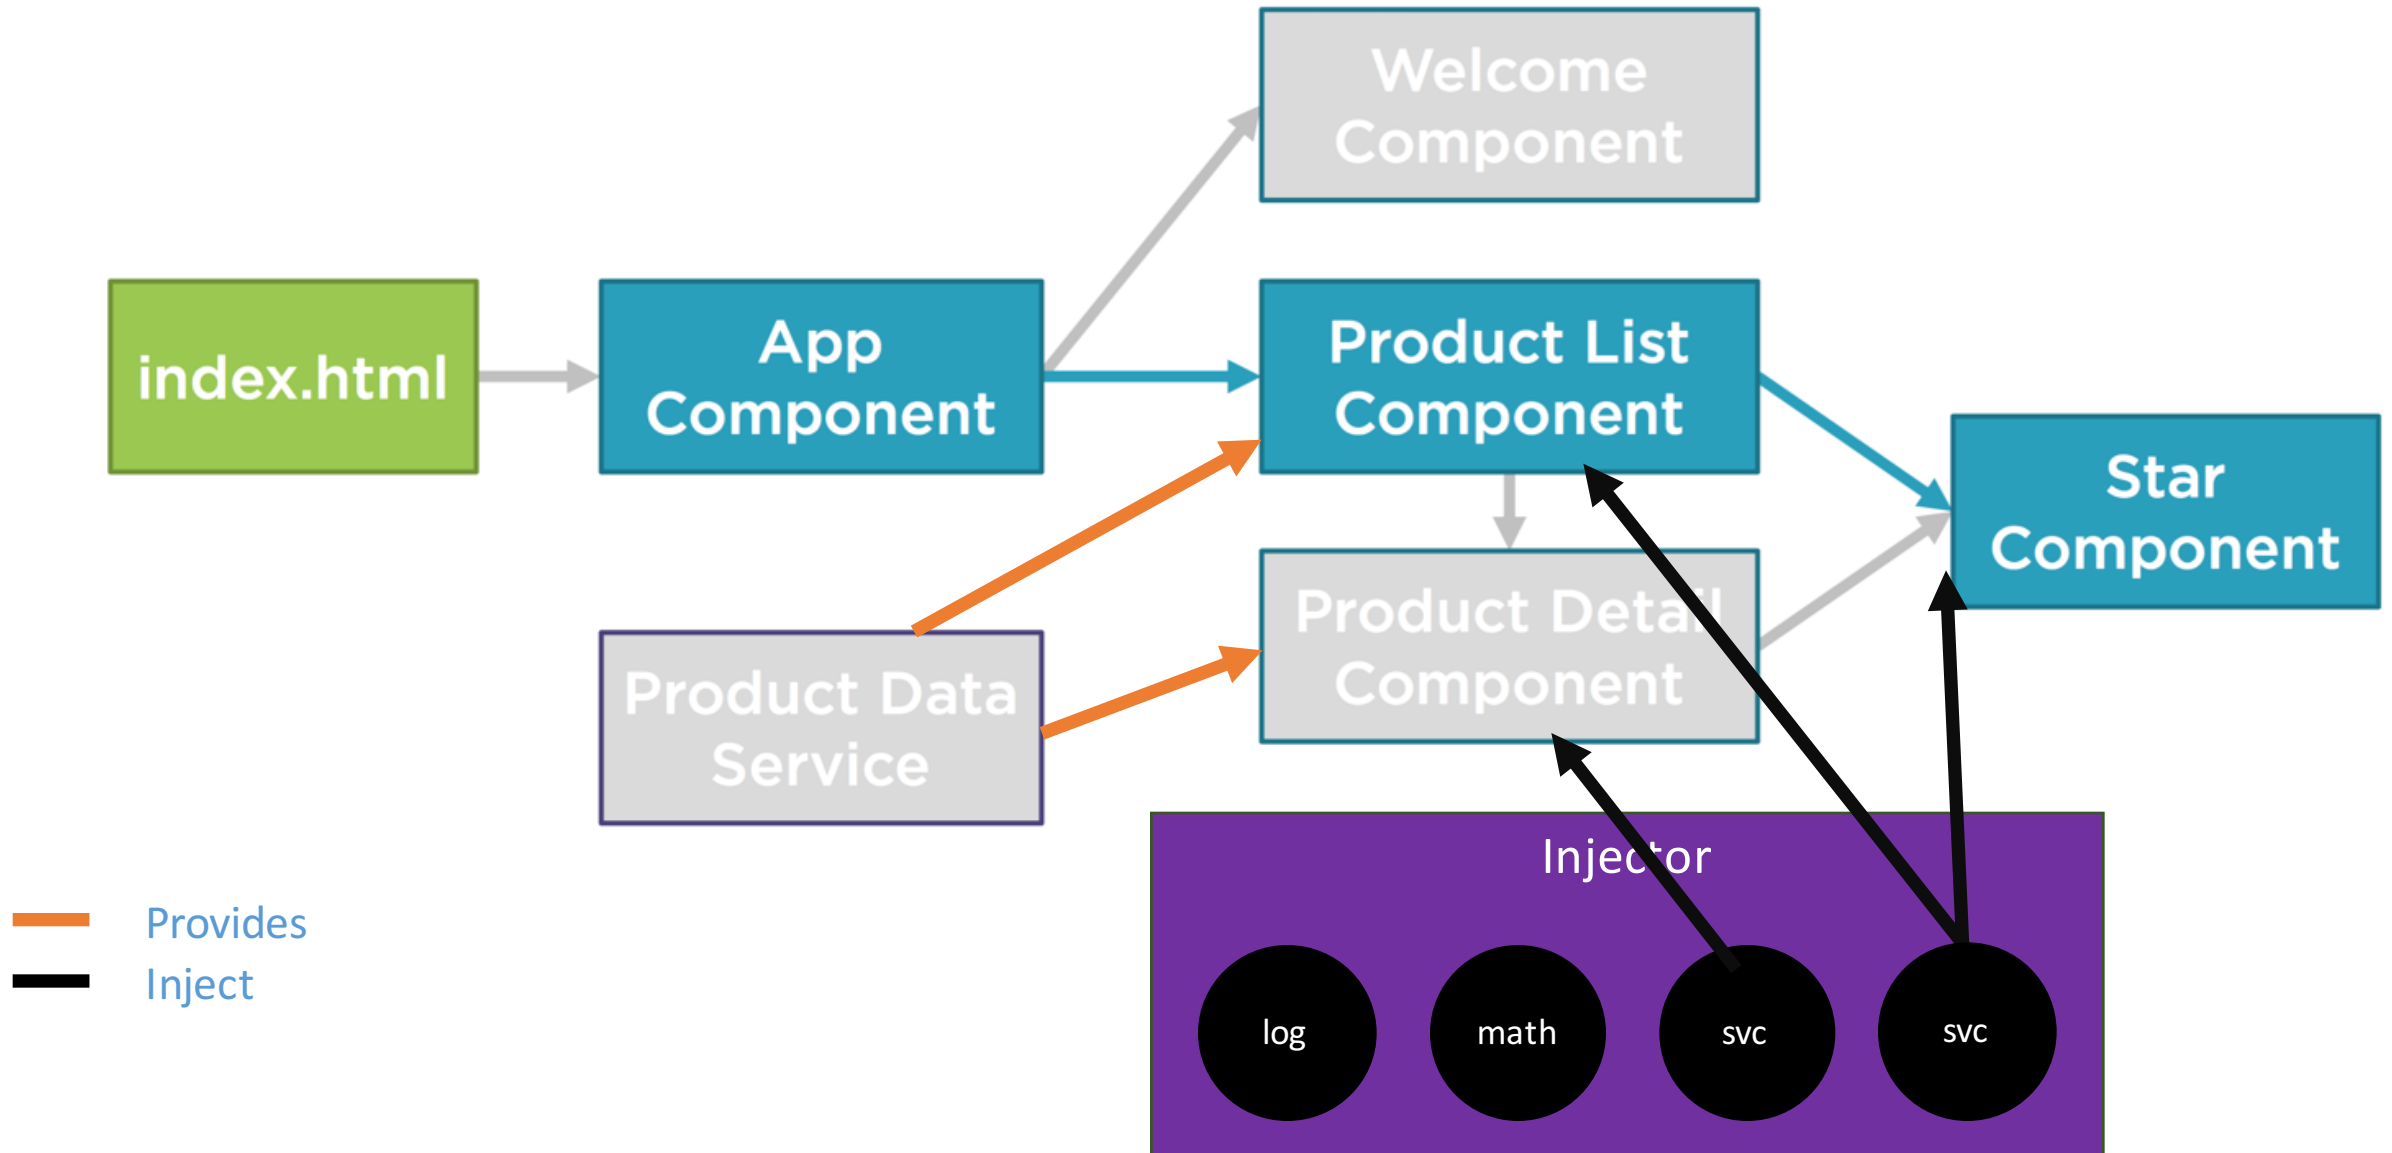 Welcome
Component
index.html
App
Component
Product List
Component
Star
Component
Product Detail
Component
Product Data
Service
Injector
Provides
Inject
log
math
svc
svc